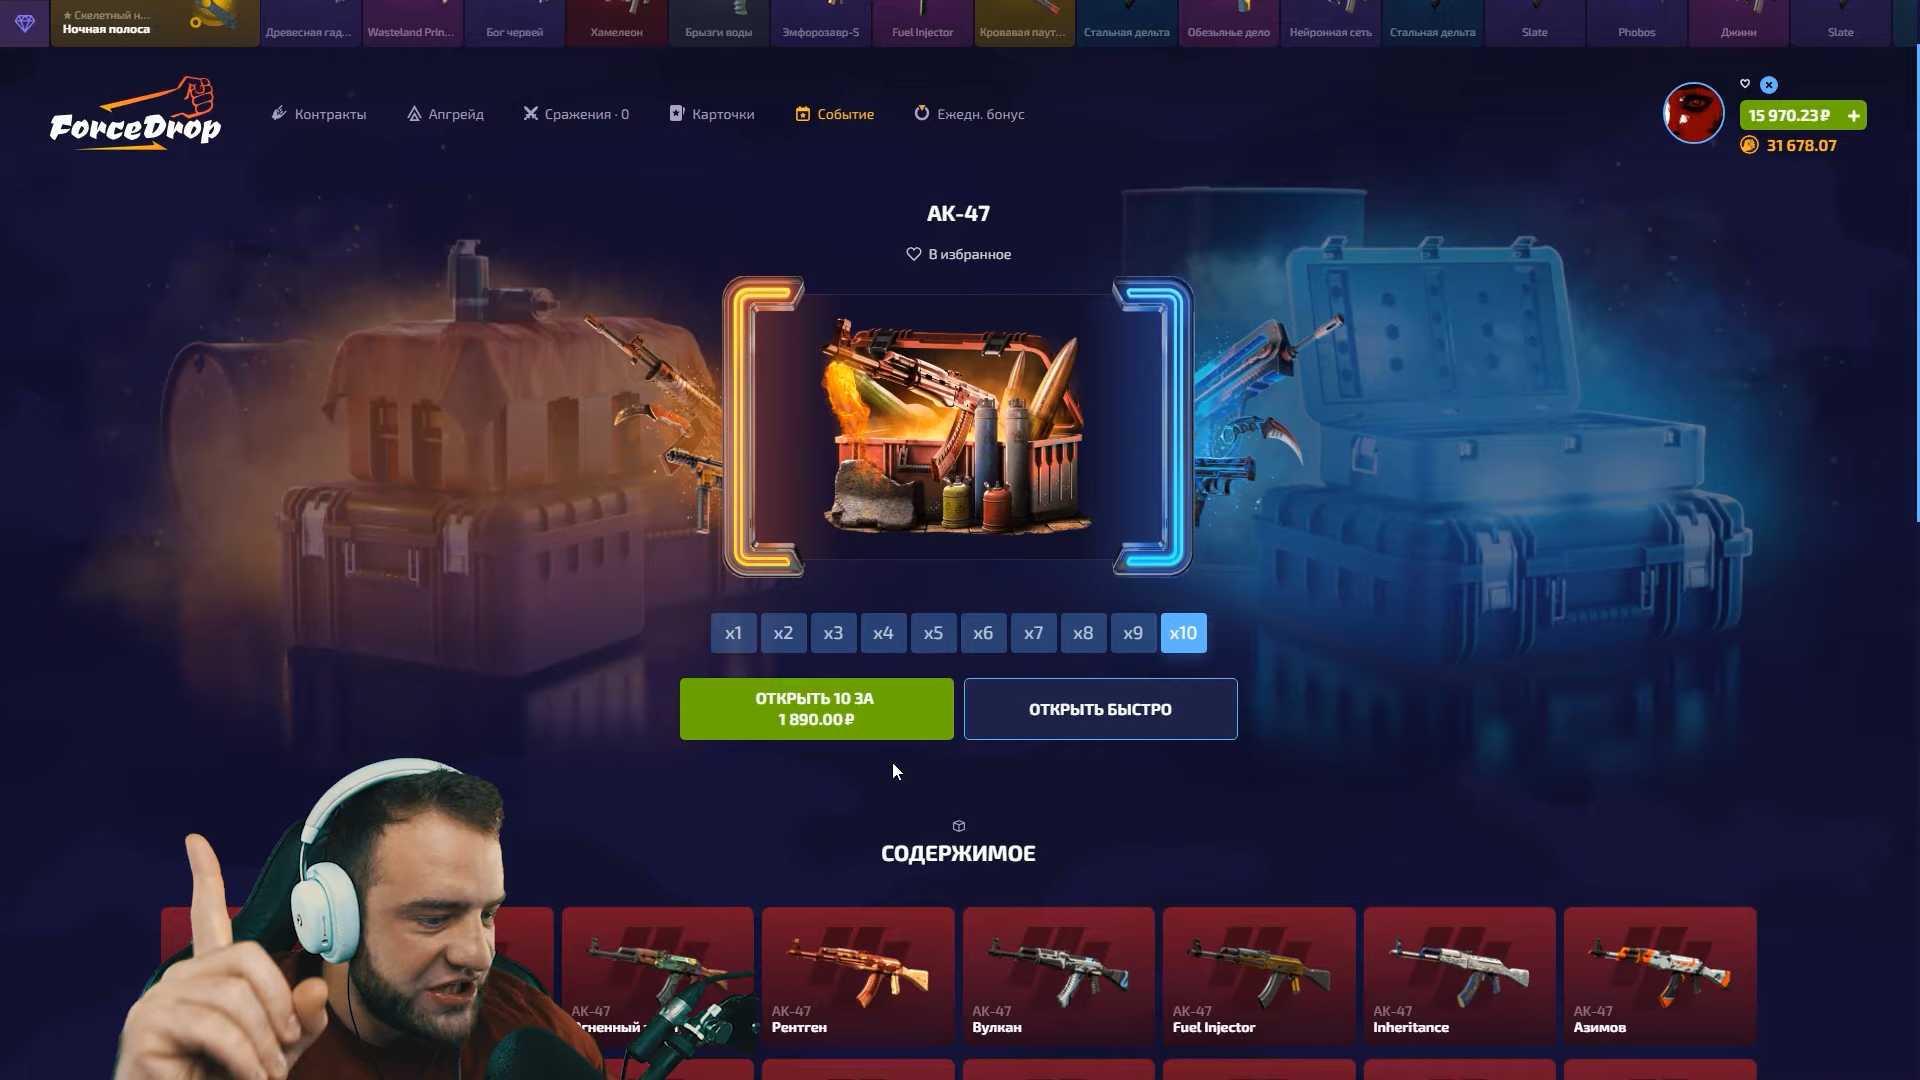 ★ Скелетный н...
Ночная полоса
Древесная гад...
Wasteland Prin...
Бог червей
Хамелеон
Брызги воды
Эмфорозавр-S
Fuel Injector
Кровавая паут...
Стальная дельта
Обезьянье дело
Нейронная сеть
Стальная дельта
Slate
Phobos
Джинн
Slate
ForceDrop
Контракты
Апгрейд
Сражения · 0
Карточки
Событие
Ежедн. бонус
15 970.23 ₽ +
31 678.07
AK-47
В избранное
x1 x2 x3 x4 x5 x6 x7 x8 x9 x10
ОТКРЫТЬ 10 ЗА
1 890.00 ₽
ОТКРЫТЬ БЫСТРО
СОДЕРЖИМОЕ
AK-47
AK-47
Рентген
AK-47
Вулкан
AK-47
Fuel Injector
AK-47
Inheritance
AK-47
Азимов